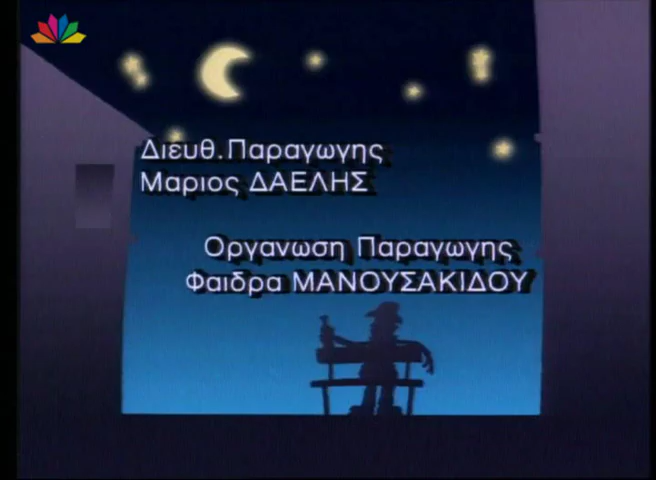 Διευθ.Παραγωγης
Μαριος ΔΑΕΛΗΣ
Οργανωση Παραγωγης
Φαιδρα ΜΑΝΟΥΣΑΚΙΔΟΥ